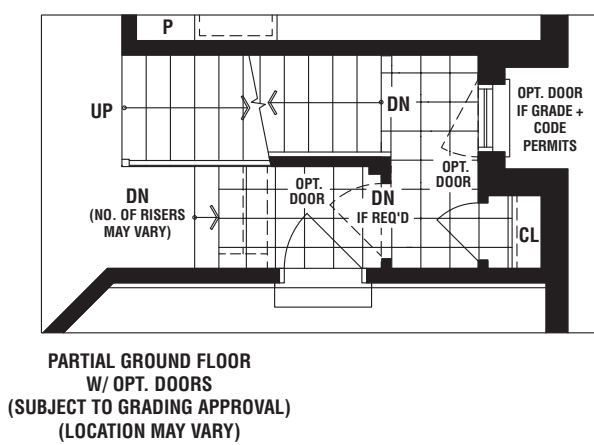 P
UP
DN
OPT. DOOR
IF GRADE +
CODE
PERMITS
OPT.
DOOR
OPT.
DOOR
DN
IF REQ'D
DN
(NO. OF RISERS
MAY VARY)
CL
PARTIAL GROUND FLOOR
W/ OPT. DOORS
(SUBJECT TO GRADING APPROVAL)
(LOCATION MAY VARY)